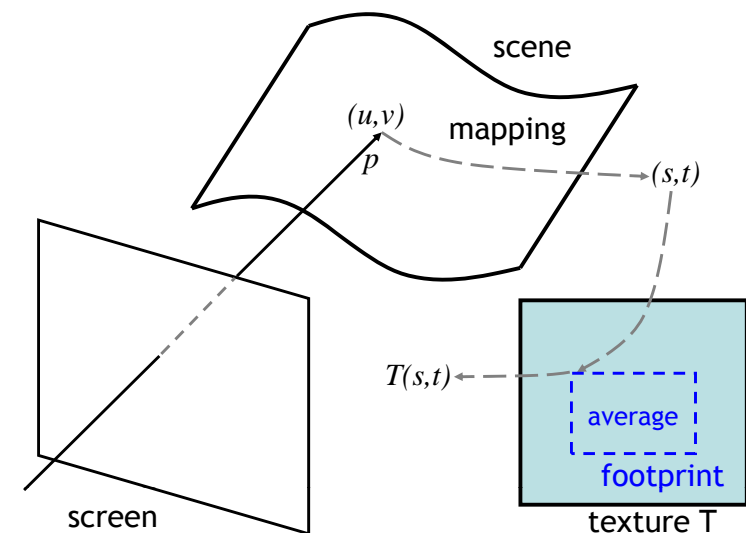 scene
(u,v)
mapping
p
(s,t)
T(s,t)
average
footprint
screen
texture T